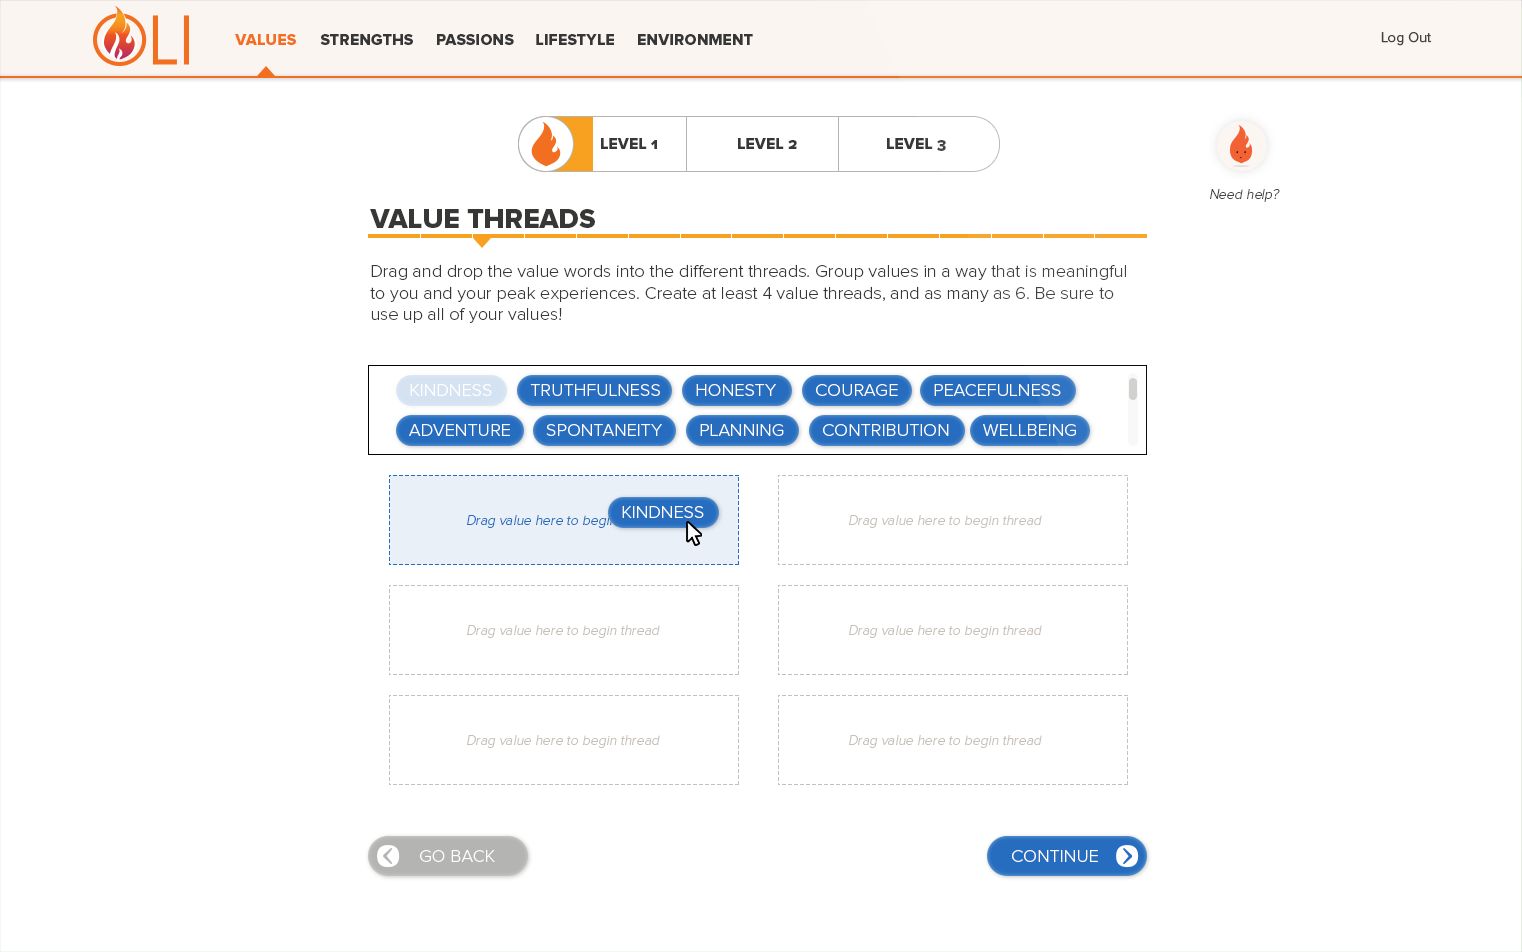 OLI VALUES STRENGTHS PASSIONS LIFESTYLE ENVIRONMENT Log Out
LEVEL 1 LEVEL 2 LEVEL 3
Need help?
VALUE THREADS
Drag and drop the value words into the different threads. Group values in a way that is meaningful
to you and your peak experiences. Create at least 4 value threads, and as many as 6. Be sure to
use up all of your values!
KINDNESS TRUTHFULNESS HONESTY COURAGE PEACEFULNESS
ADVENTURE SPONTANEITY PLANNING CONTRIBUTION WELLBEING
KINDNESS
Drag value here to begin Drag value here to begin thread
Drag value here to begin thread Drag value here to begin thread
Drag value here to begin thread Drag value here to begin thread
GO BACK CONTINUE